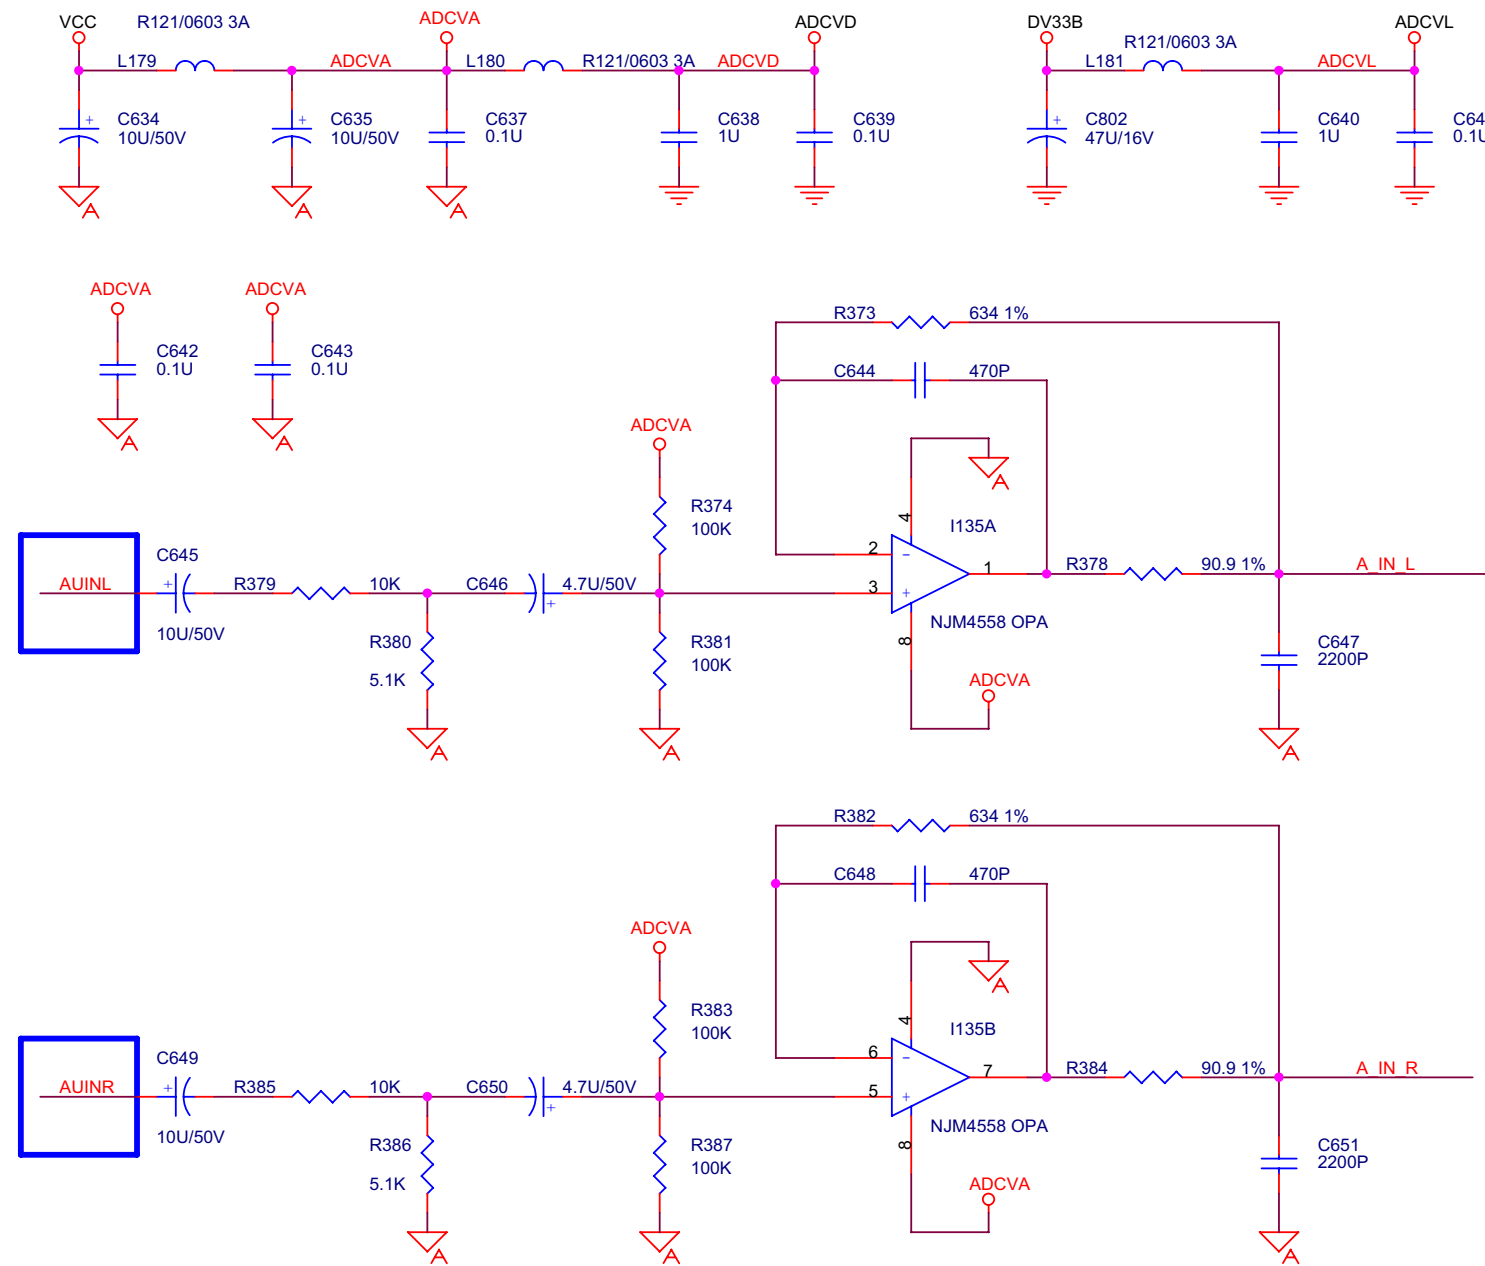 VCC
R121/0603 3A
ADCVA
ADCVD
DV33B
ADCVL
R121/0603 3A
L179
ADCVA
L180
R121/0603 3A
ADCVD
L181
ADCVL
+
C634
10U/50V
+
C635
10U/50V
C637
0.1U
C638
1U
C639
0.1U
+
C802
47U/16V
C640
1U
C64
0.1U
A
A
A
ADCVA
ADCVA
C642
0.1U
C643
0.1U
A
A
R373
634 1%
C644
470P
ADCVA
A
R374
100K
4
I135A
C645
2
-
AUINL
+
R379
10K
C646
+
4.7U/50V
3
+
1
R378
90.9 1%
A_IN_L
10U/50V
R380
5.1K
R381
100K
NJM4558 OPA
8
C647
2200P
ADCVA
A
A
A
R382
634 1%
C648
470P
ADCVA
A
R383
100K
4
I135B
C649
6
-
AUINR
+
R385
10K
C650
+
4.7U/50V
5
+
7
R384
90.9 1%
A_IN_R
10U/50V
R386
5.1K
R387
100K
NJM4558 OPA
8
C651
2200P
ADCVA
A
A
A